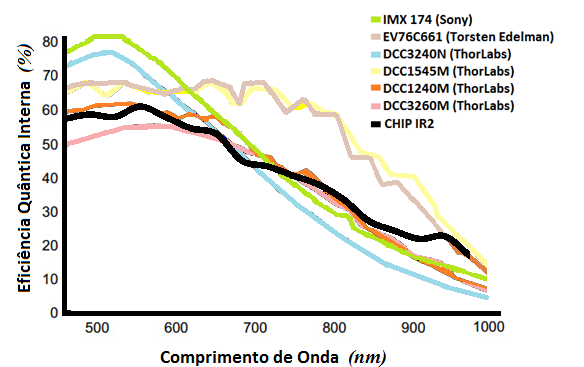 IMX 174 (Sony)
EV76C661 (Torsten Edelman)
DCC3240N (ThorLabs)
DCC1545M (ThorLabs)
DCC1240M (ThorLabs)
DCC3260M (ThorLabs)
CHIP IR2
Eficiência Quântica Interna (%)
80
70
60
50
40
30
20
10
0
500 600 700 800 900 1000
Comprimento de Onda (nm)